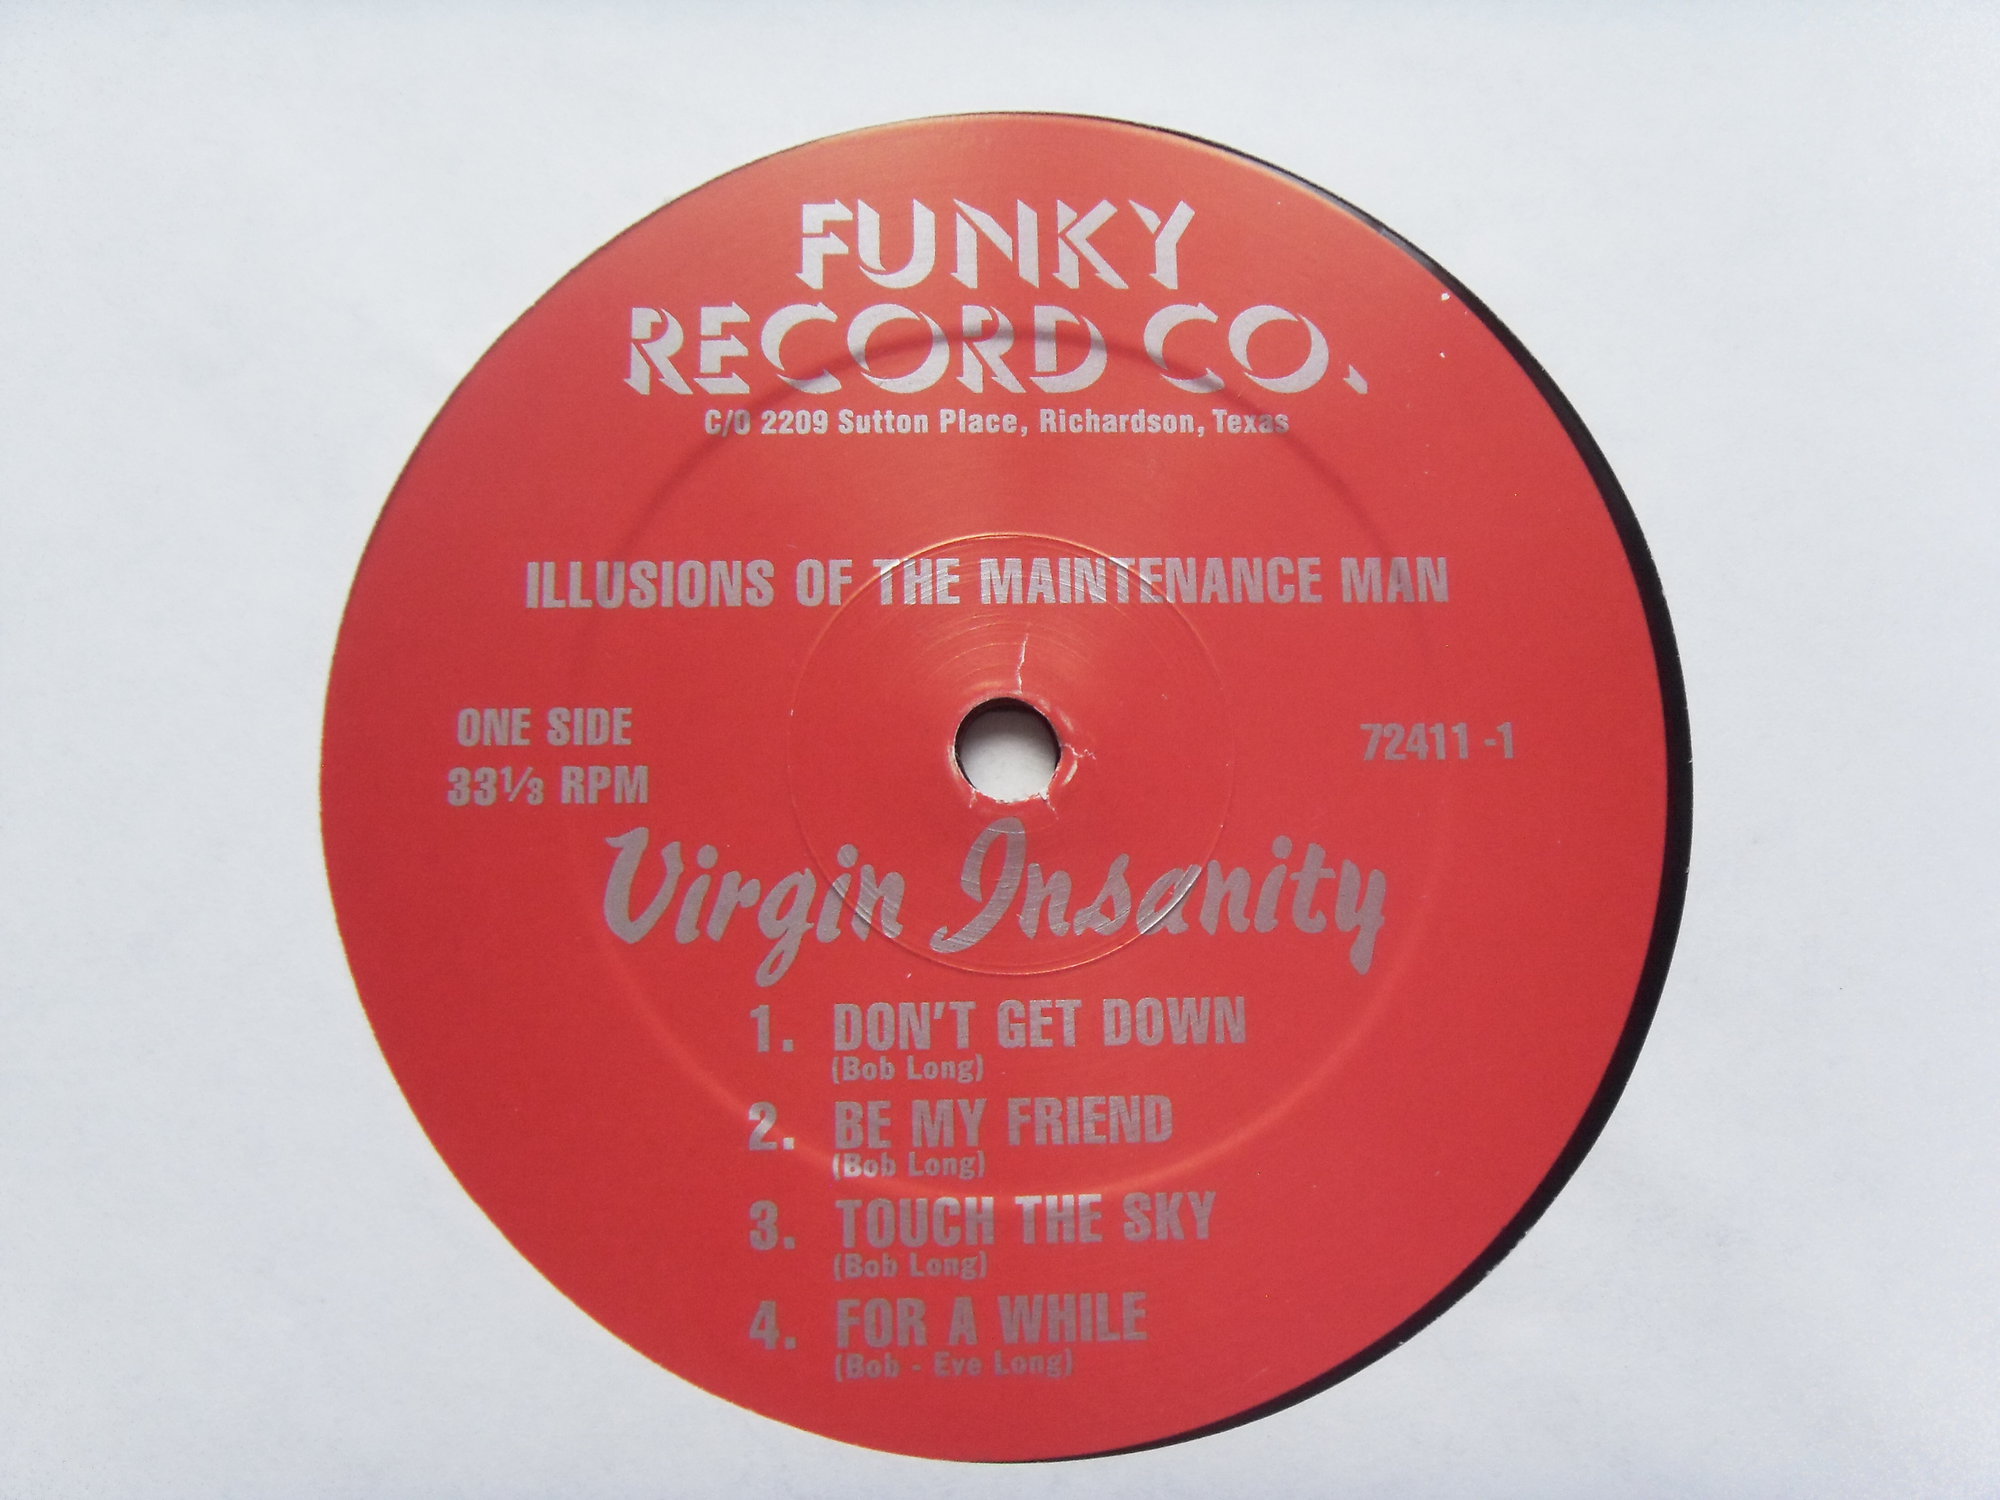 FUNKY
RECORD CO.
C/O 2209 Sutton Place, Richardson, Texas
ILLUSIONS OF THE MAINTENANCE MAN
ONE SIDE
33⅓ RPM
72411 -1
Virgin Insanity
1. DON'T GET DOWN
(Bob Long)
2. BE MY FRIEND
(Bob Long)
3. TOUCH THE SKY
(Bob Long)
4. FOR A WHILE
(Bob - Eve Long)